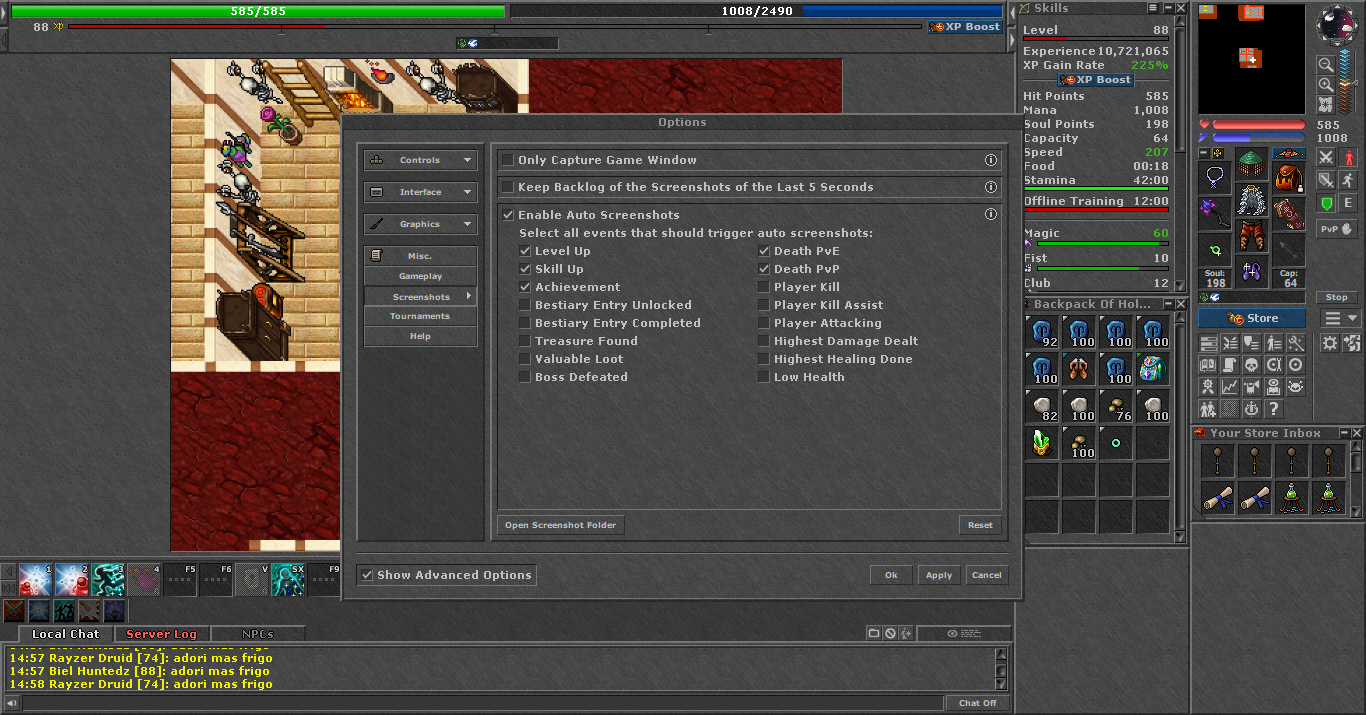 585/585
1008/2490
88 XP
XP Boost
Options
Controls
Interface
Graphics
Misc.
Gameplay
Screenshots
Tournaments
Help
Only Capture Game Window
Keep Backlog of the Screenshots of the Last 5 Seconds
Enable Auto Screenshots
Select all events that should trigger auto screenshots:
Level Up
Death PvE
Skill Up
Death PvP
Achievement
Player Kill
Bestiary Entry Unlocked
Player Kill Assist
Bestiary Entry Completed
Player Attacking
Treasure Found
Highest Damage Dealt
Valuable Loot
Highest Healing Done
Boss Defeated
Low Health
Open Screenshot Folder
Reset
Show Advanced Options
Ok
Apply
Cancel
1
2
3
4
F5
F6
V
SX
F9
Local Chat
Server Log
NPCs
14:57 Rayzer Druid [74]: adori mas frigo
14:57 Biel Huntedz [88]: adori mas frigo
14:58 Rayzer Druid [74]: adori mas frigo
Chat Off
Skills
Level 88
Experience 10,721,065
XP Gain Rate 225%
XP Boost
Hit Points 585
Mana 1,008
Soul Points 198
Capacity 64
Speed 207
Food 00:18
Stamina 42:00
Offline Training 12:00
Magic 60
Fist 10
Club 12
Backpack Of Hol...
92
100
100
100
100
100
82
100
76
100
100
585
1008
E
PvP
Soul:
198
Cap:
64
Stop
Store
?
Your Store Inbox